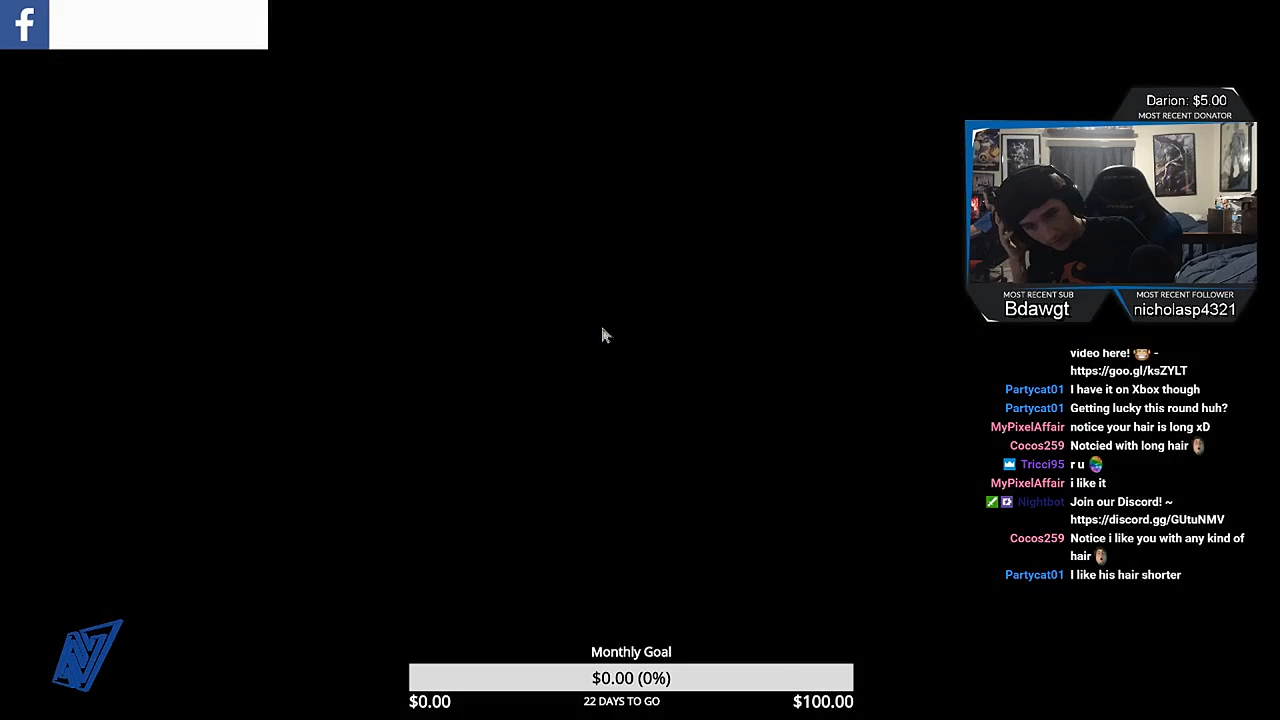 f
Darion: $5.00
MOST RECENT DONATOR
MOST RECENT SUB
Bdawgt
MOST RECENT FOLLOWER
nicholasp4321
video here! -
https://goo.gl/ksZYLT
Partycat01 I have it on Xbox though
Partycat01 Getting lucky this round huh?
MyPixelAffair notice your hair is long xD
Cocos259 Notcied with long hair
Tricci95 r u
MyPixelAffair i like it
Nightbot Join our Discord! ~
https://discord.gg/GUtuNMV
Cocos259 Notice i like you with any kind of
hair
Partycat01 I like his hair shorter
Monthly Goal
$0.00 (0%)
$0.00 22 DAYS TO GO $100.00